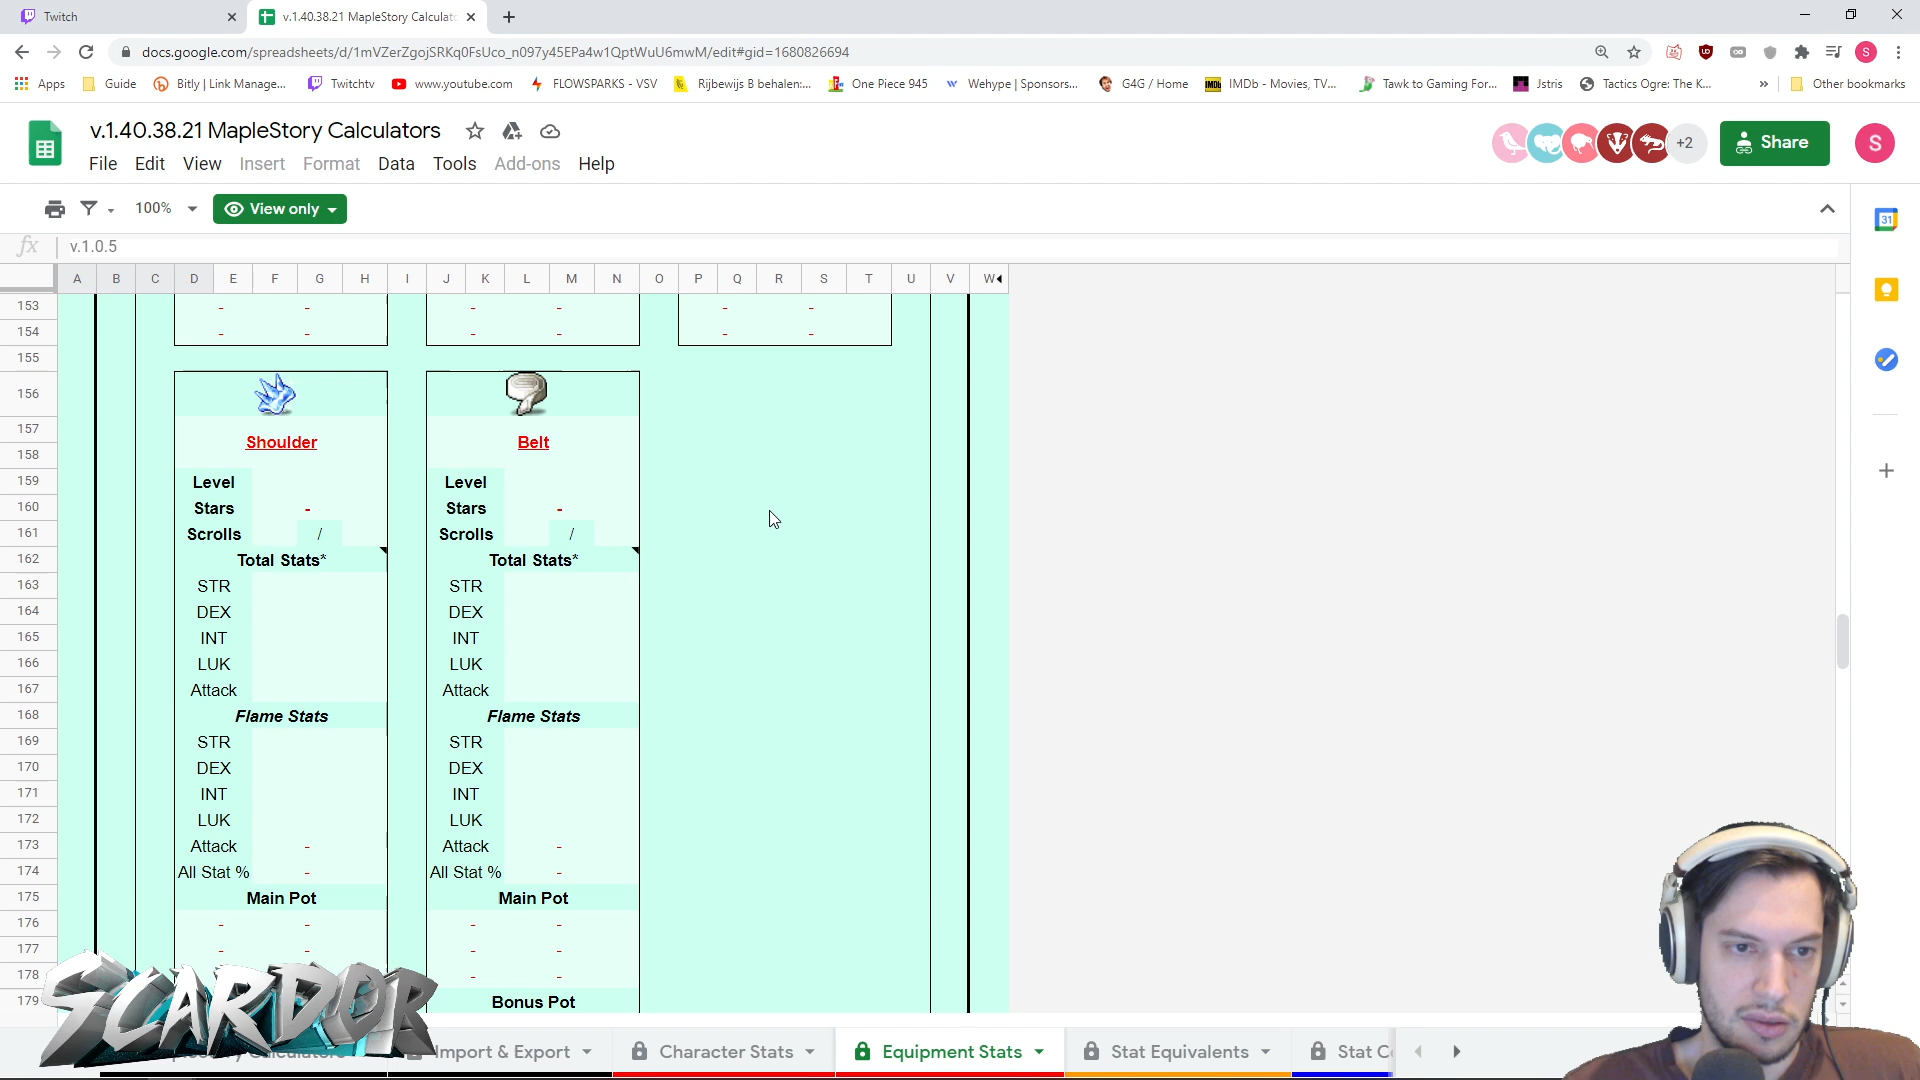 Twitch
v.1.40.38.21 MapleStory Calculat
docs.google.com/spreadsheets/d/1mVZerZgojSRKq0FsUco_n097y45EPa4w1QptWuU6mwM/edit#gid=1680826694
Apps Guide Bitly | Link Manage... Twitchtv www.youtube.com FLOWSPARKS - VSV Rijbewijs B behalen:... One Piece 945 Wehype | Sponsors... G4G / Home IMDb - Movies, TV... Tawk to Gaming For... Jstris Tactics Ogre: The K... » Other bookmarks
v.1.40.38.21 MapleStory Calculators
+2 Share S
File Edit View Insert Format Data Tools Add-ons Help
100% View only
fx v.1.0.5
A B C D E F G H I J K L M N O P Q R S T U V W
153 - - - - - -
154 - - - - - -
155
156
157
Shoulder Belt
158
159 Level Level
160 Stars - Stars -
161 Scrolls / Scrolls /
162 Total Stats* Total Stats*
163 STR STR
164 DEX DEX
165 INT INT
166 LUK LUK
167 Attack Attack
168 Flame Stats Flame Stats
169 STR STR
170 DEX DEX
171 INT INT
172 LUK LUK
173 Attack - Attack -
174 All Stat % - All Stat % -
175 Main Pot Main Pot
176 - - - -
177 - - - -
178 - -
179 Bonus Pot
SCARDOR
Import & Export Character Stats Equipment Stats Stat Equivalents Stat C